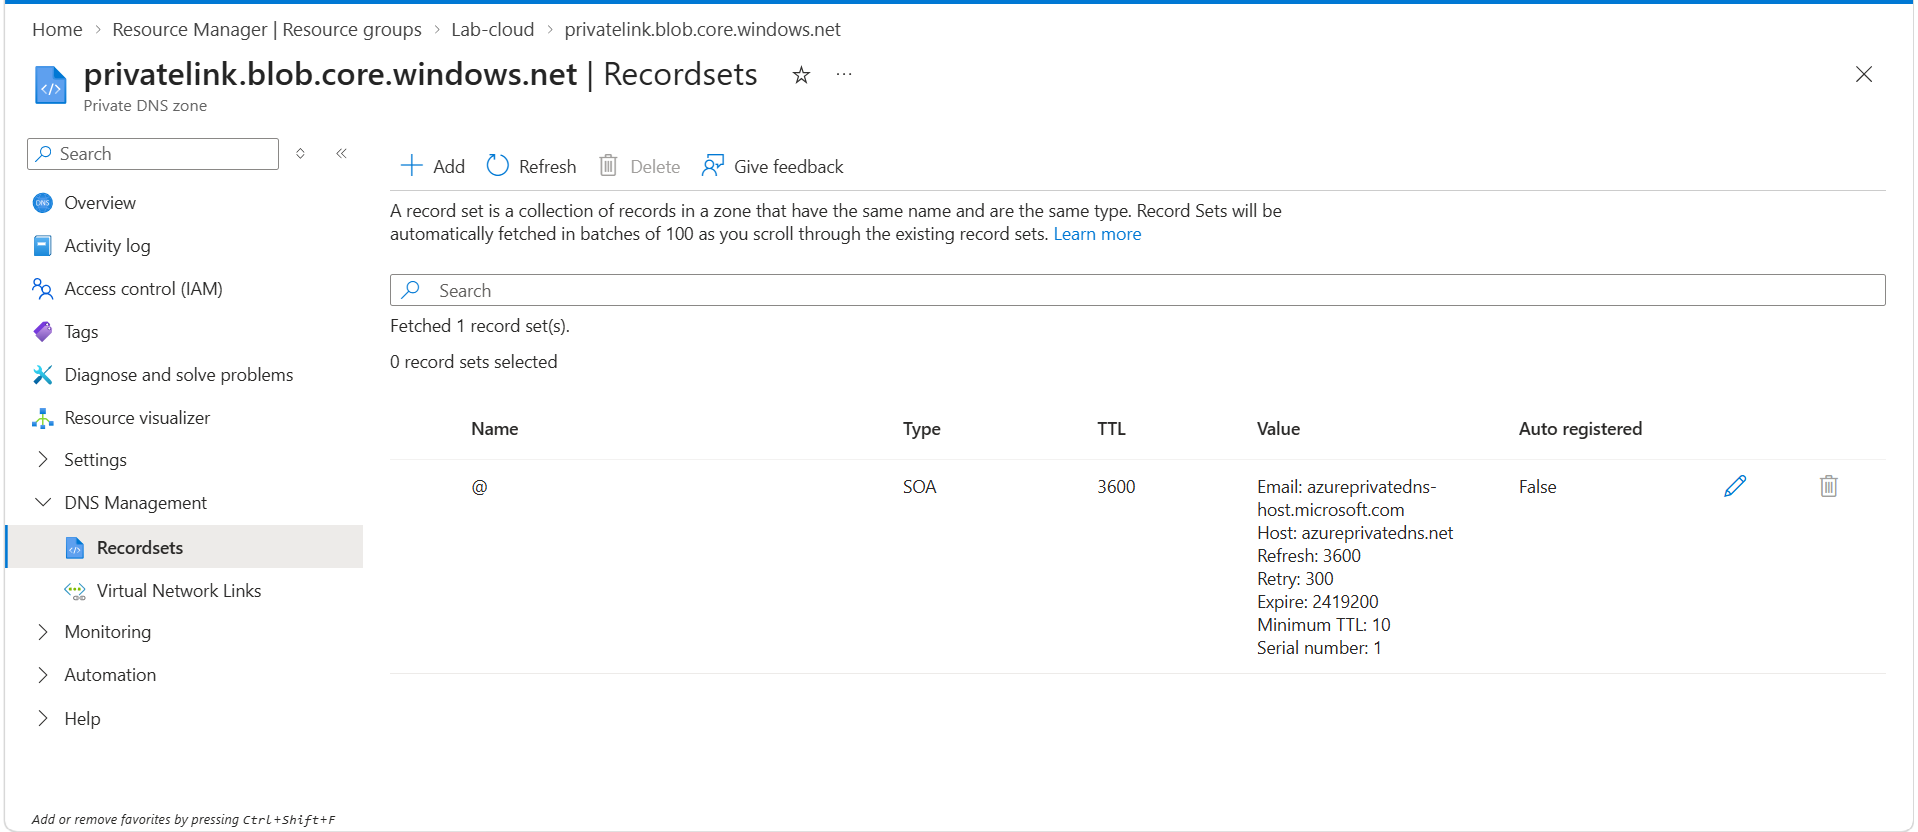 Home > Resource Manager | Resource groups > Lab-cloud > privatelink.blob.core.windows.net
privatelink.blob.core.windows.net | Recordsets
Private DNS zone
Search
Overview
Activity log
Access control (IAM)
Tags
Diagnose and solve problems
Resource visualizer
Settings
DNS Management
Recordsets
Virtual Network Links
Monitoring
Automation
Help
Add or remove favorites by pressing Ctrl+Shift+F
Add Refresh Delete Give feedback
A record set is a collection of records in a zone that have the same name and are the same type. Record Sets will be
automatically fetched in batches of 100 as you scroll through the existing record sets. Learn more
Search
Fetched 1 record set(s).
0 record sets selected
Name Type TTL Value Auto registered
@ SOA 3600 Email: azureprivatedns- False
host.microsoft.com
Host: azureprivatedns.net
Refresh: 3600
Retry: 300
Expire: 2419200
Minimum TTL: 10
Serial number: 1